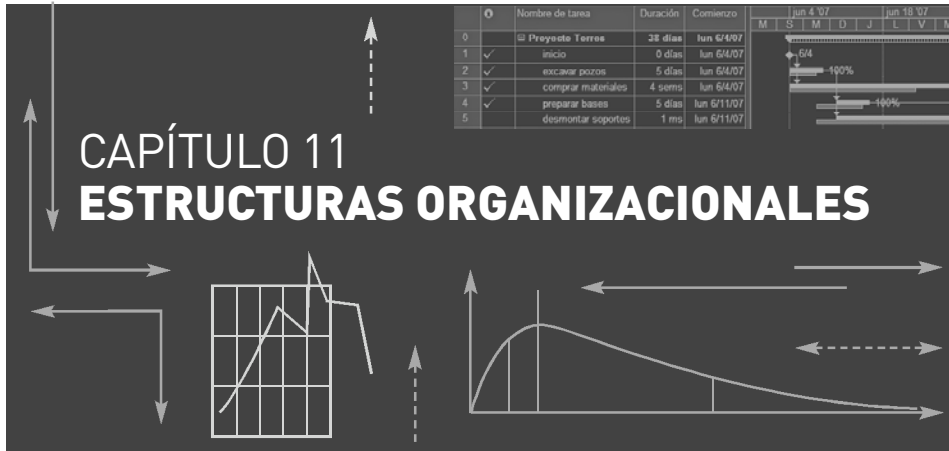 Nombre de tarea Duración Comienzo jun 4 '07 jun 18 '07
M S M D J L V M
0 Proyecto Torres 38 días lun 6/4/07
1 inicio 0 días lun 6/4/07 6/4
2 excavar pozos 5 días lun 6/4/07 100%
3 comprar materiales 4 sems lun 6/4/07
4 preparar bases 5 días lun 6/11/07 100%
5 desmontar soportes 1 ms lun 6/11/07
CAPÍTULO 11
ESTRUCTURAS ORGANIZACIONALES